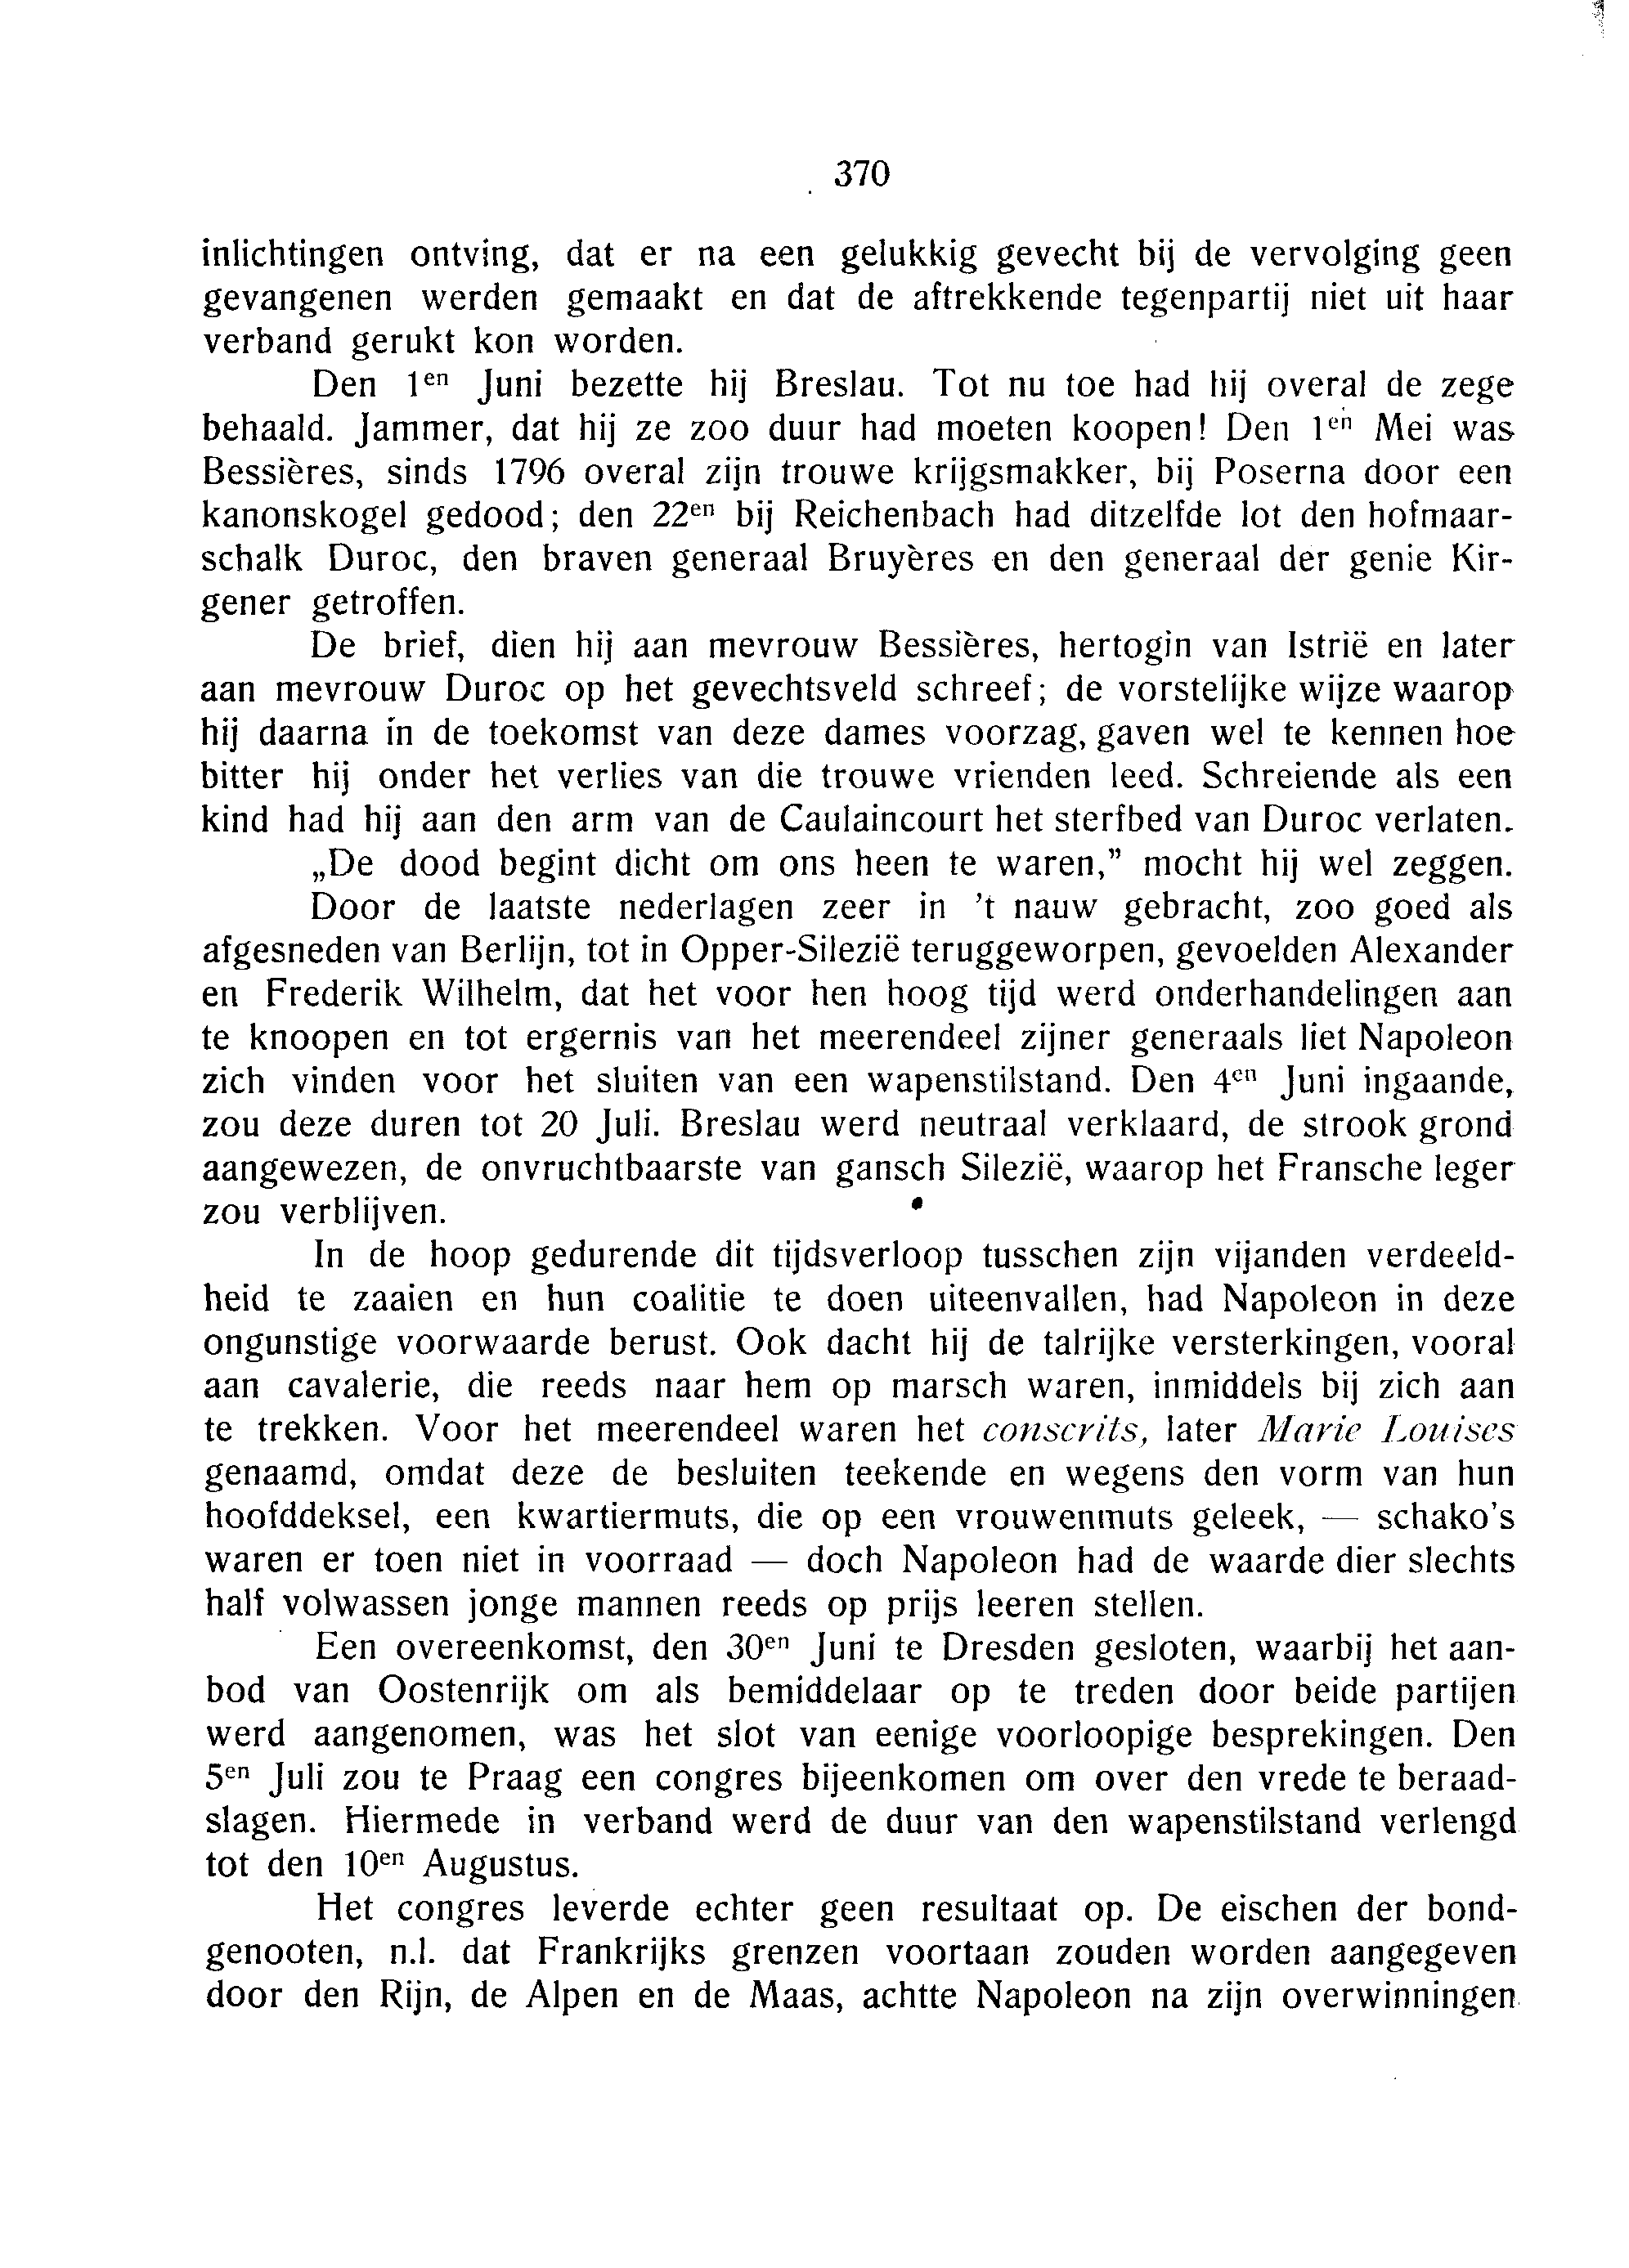 370
inlichtingen ontving, dat er na een gelukkig gevecht bij de vervolging geen
gevangenen werden gemaakt en dat de aftrekkende tegenpartij niet uit haar
verband gerukt kon worden.
Den 1en Juni bezette hij Breslau. Tot nu toe had hij overal de zege
behaald. Jammer, dat hij ze zoo duur had moeten koopen! Den 1en Mei was
Bessières, sinds 1796 overal zijn trouwe krijgsmakker, bij Poserna door een
kanonskogel gedood; den 22en bij Reichenbach had ditzelfde lot den hofmaar-
schalk Duroc, den braven generaal Bruyères en den generaal der genie Kir-
gener getroffen.
De brief, dien hij aan mevrouw Bessières, hertogin van Istrië en later
aan mevrouw Duroc op het gevechtsveld schreef; de vorstelijke wijze waarop
hij daarna in de toekomst van deze dames voorzag, gaven wel te kennen hoe
bitter hij onder het verlies van die trouwe vrienden leed. Schreiende als een
kind had hij aan den arm van de Caulaincourt het sterfbed van Duroc verlaten.
„De dood begint dicht om ons heen te waren,” mocht hij wel zeggen.
Door de laatste nederlagen zeer in 't nauw gebracht, zoo goed als
afgesneden van Berlijn, tot in Opper-Silezië teruggeworpen, gevoelden Alexander
en Frederik Wilhelm, dat het voor hen hoog tijd werd onderhandelingen aan
te knoopen en tot ergernis van het meerendeel zijner generaals liet Napoleon
zich vinden voor het sluiten van een wapenstilstand. Den 4en Juni ingaande,
zou deze duren tot 20 Juli. Breslau werd neutraal verklaard, de strook grond
aangewezen, de onvruchtbaarste van gansch Silezië, waarop het Fransche leger
zou verblijven.
In de hoop gedurende dit tijdsverloop tusschen zijn vijanden verdeeld-
heid te zaaien en hun coalitie te doen uiteenvallen, had Napoleon in deze
ongunstige voorwaarde berust. Ook dacht hij de talrijke versterkingen, vooral
aan cavalerie, die reeds naar hem op marsch waren, inmiddels bij zich aan
te trekken. Voor het meerendeel waren het conscrits, later Marie Louises
genaamd, omdat deze de besluiten teekende en wegens den vorm van hun
hoofddeksel, een kwartiermuts, die op een vrouwenmuts geleek, — schako's
waren er toen niet in voorraad — doch Napoleon had de waarde dier slechts
half volwassen jonge mannen reeds op prijs leeren stellen.
Een overeenkomst, den 30en Juni te Dresden gesloten, waarbij het aan-
bod van Oostenrijk om als bemiddelaar op te treden door beide partijen
werd aangenomen, was het slot van eenige voorloopige besprekingen. Den
5en Juli zou te Praag een congres bijeenkomen om over den vrede te beraad-
slagen. Hiermede in verband werd de duur van den wapenstilstand verlengd
tot den 10en Augustus.
Het congres leverde echter geen resultaat op. De eischen der bond-
genooten, n.l. dat Frankrijks grenzen voortaan zouden worden aangegeven
door den Rijn, de Alpen en de Maas, achtte Napoleon na zijn overwinningen